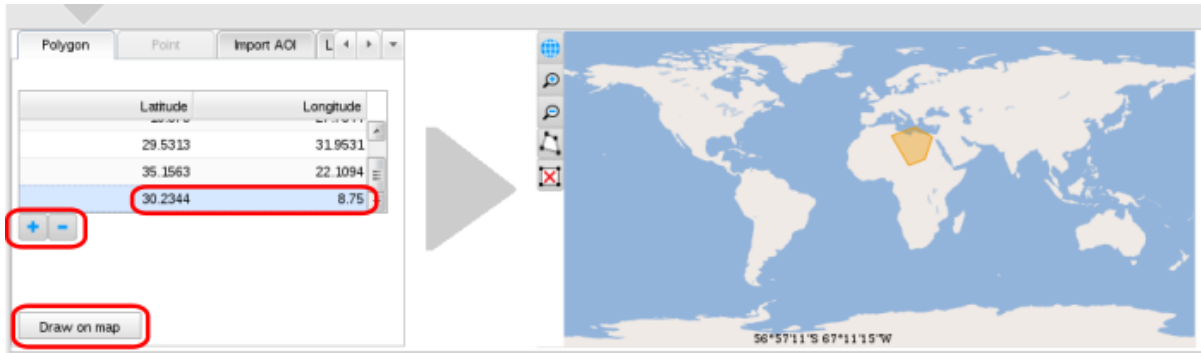 Polygon Point Import AOI L
Latitude Longitude
29.5313 31.9531
35.1563 22.1094
30.2344 8.75
Draw on map
56°57'11"S 67°11'15"W